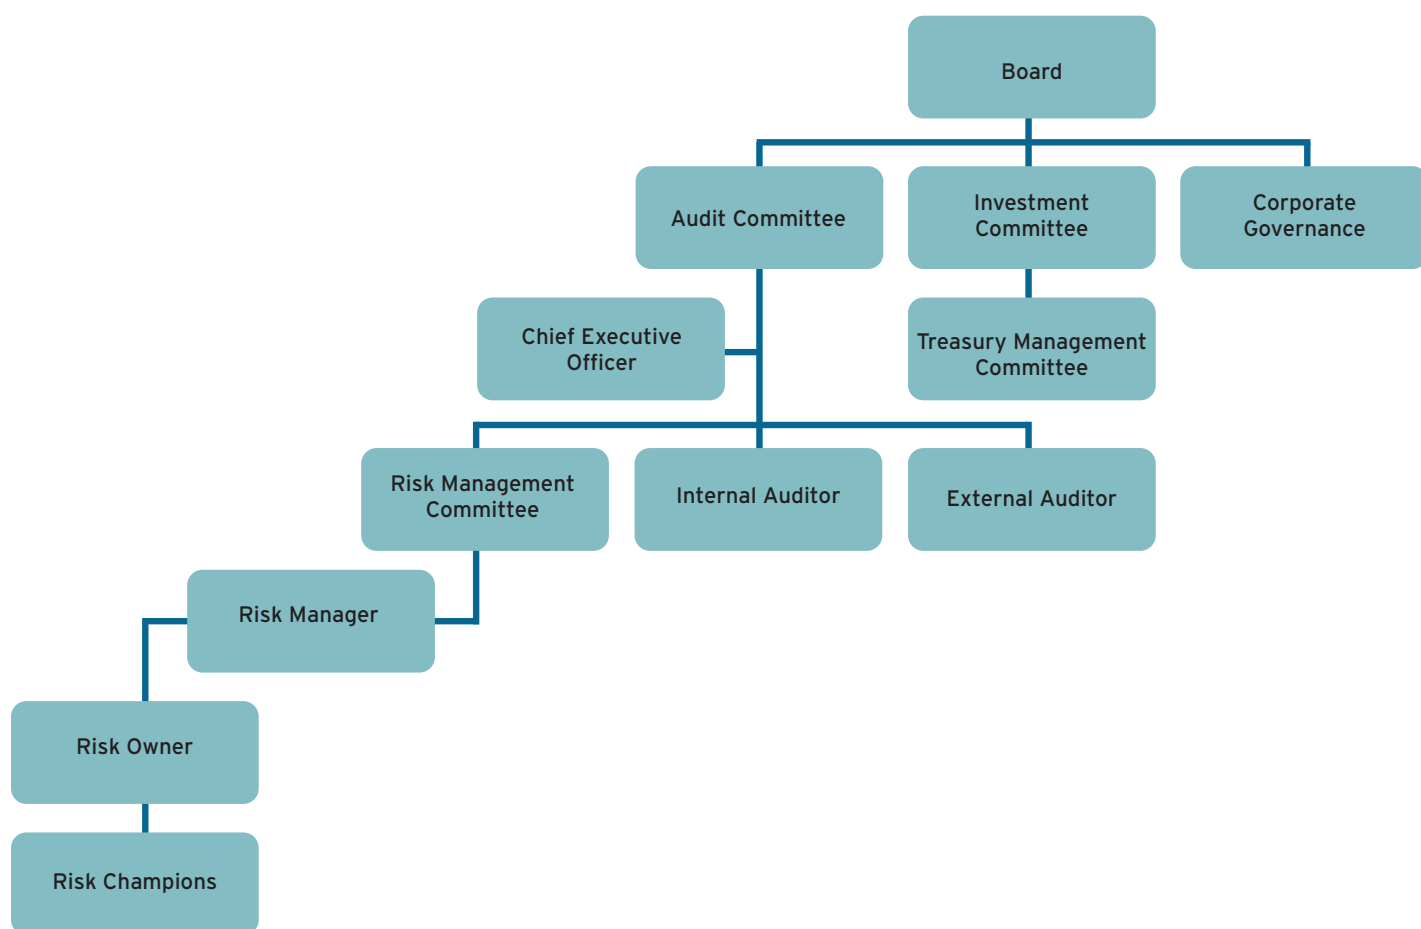 Board
Audit Committee
Investment
Committee
Corporate
Governance
Chief Executive
Officer
Treasury Management
Committee
Risk Management
Committee
Internal Auditor
External Auditor
Risk Manager
Risk Owner
Risk Champions